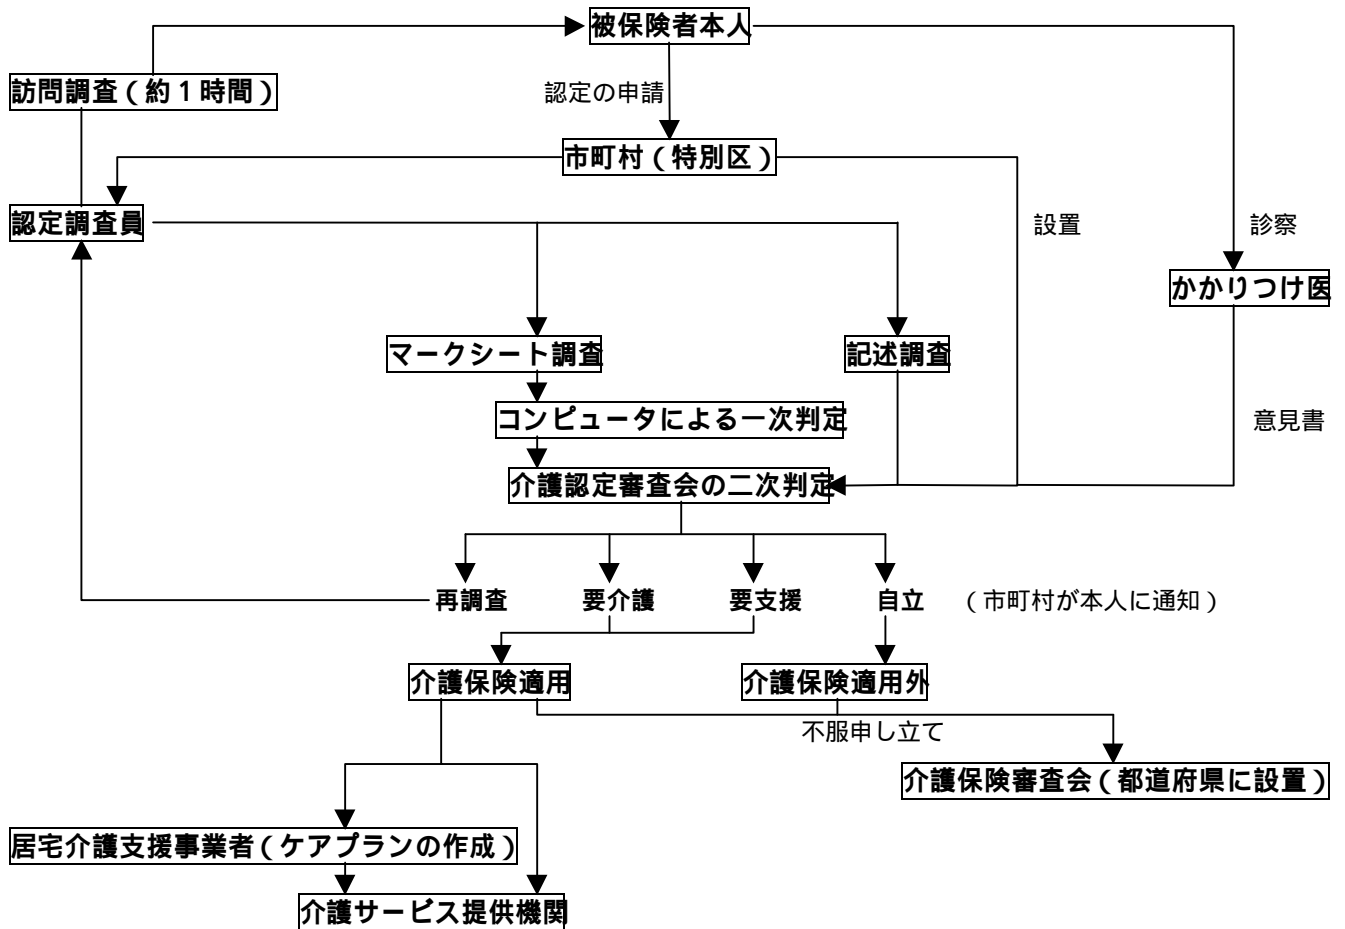 被保険者本人
訪問調査(約1時間)
認定の申請
市町村(特別区)
認定調査員
設置
診察
かかりつけ医
マークシート調査
記述調査
コンピュータによる一次判定
意見書
介護認定審査会の二次判定
再調査 要介護 要支援 自立 (市町村が本人に通知)
介護保険適用
介護保険適用外
不服申し立て
介護保険審査会(都道府県に設置)
居宅介護支援事業者(ケアプランの作成)
介護サービス提供機関